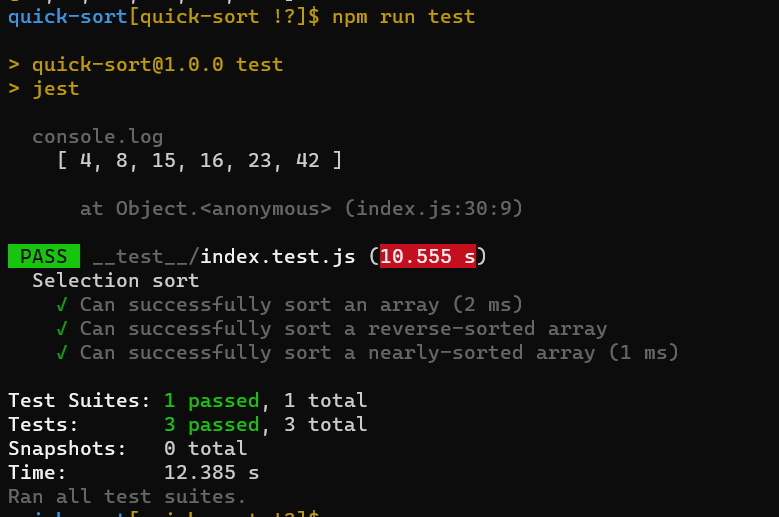 quick-sort[quick-sort !?]$ npm run test
> quick-sort@1.0.0 test
> jest
console.log
[ 4, 8, 15, 16, 23, 42 ]
at Object.<anonymous> (index.js:30:9)
PASS __test__/index.test.js (10.555 s)
Selection sort
√ Can successfully sort an array (2 ms)
√ Can successfully sort a reverse-sorted array
√ Can successfully sort a nearly-sorted array (1 ms)
Test Suites: 1 passed, 1 total
Tests: 3 passed, 3 total
Snapshots: 0 total
Time: 12.385 s
Ran all test suites.